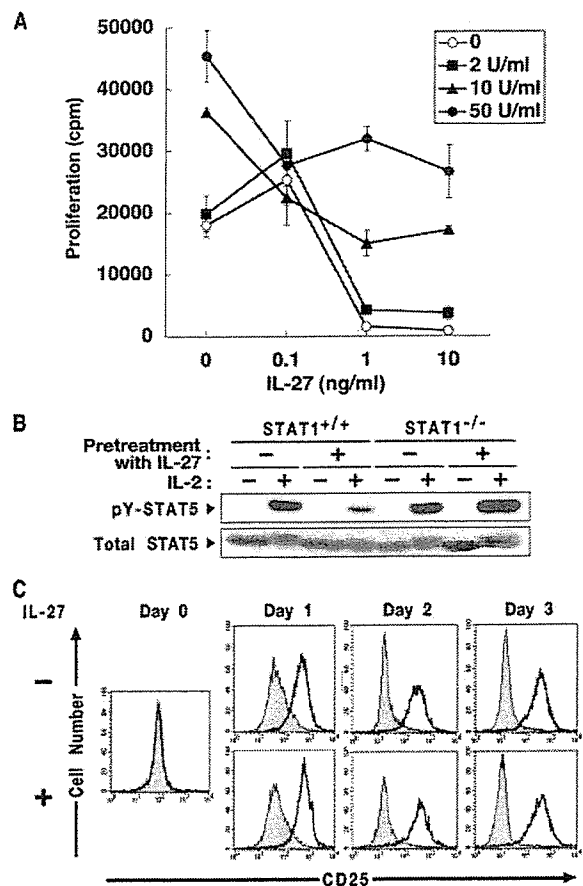 A
50000
40000
30000
20000
10000
0
Proliferation (cpm)
0
2 U/ml
10 U/ml
50 U/ml
0 0.1 1 10
IL-27 (ng/ml)
B
STAT1+/+ STAT1-/-
Pretreatment with IL-27 : − + − +
IL-2 : − + − + − + − +
pY-STAT5
Total STAT5
C
IL-27 Day 0 Day 1 Day 2 Day 3
−
+
Cell Number
CD25